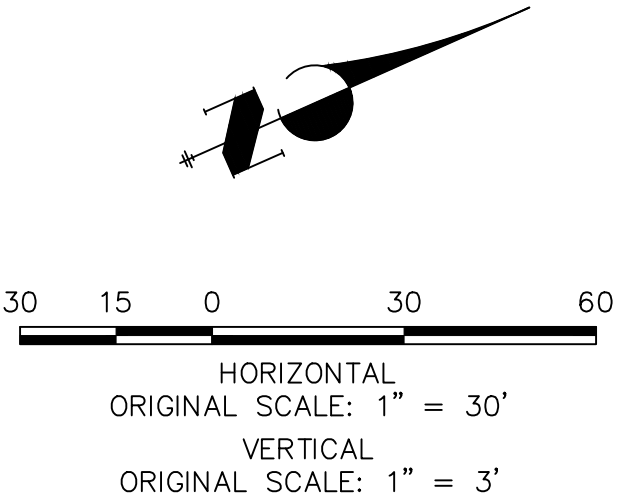 N
30 15 0 30 60
HORIZONTAL
ORIGINAL SCALE: 1” = 30’
VERTICAL
ORIGINAL SCALE: 1” = 3’